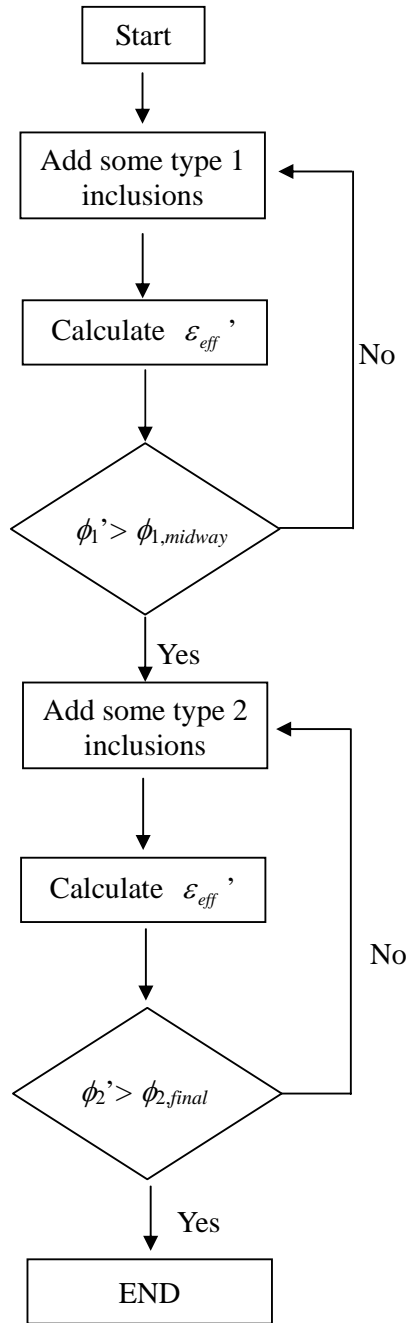 Start
Add some type 1
inclusions
Calculate ε_eff ’
No
ϕ₁’> ϕ₁,midway
Yes
Add some type 2
inclusions
Calculate ε_eff ’
No
ϕ₂’> ϕ₂,final
Yes
END